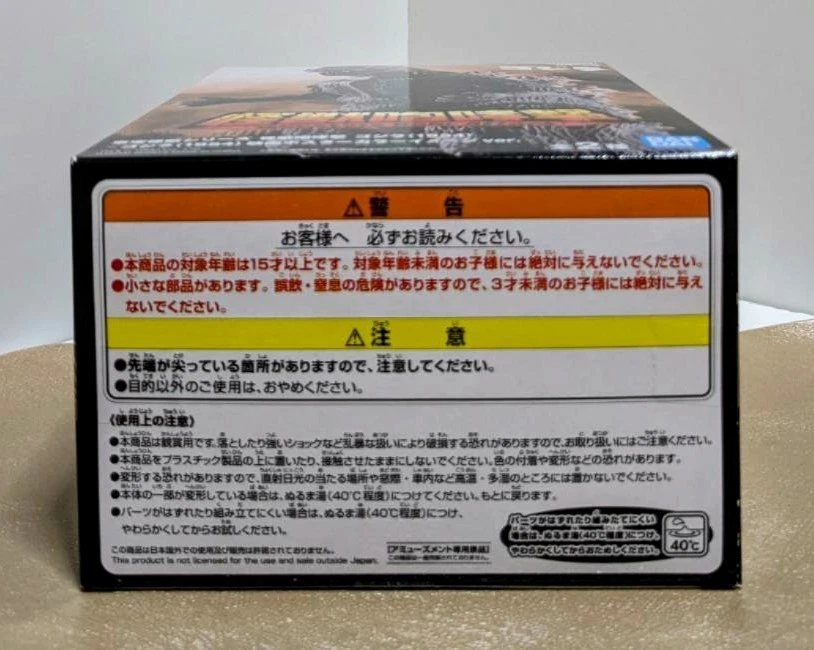 ⚠警告
お客様へ 必ずお読みください。
●本商品の対象年齢は15才以上です。対象年齢未満のお子様には絶対に与えないでください。
●小さな部品があります。誤飲・窒息の危険がありますので、3才未満のお子様には絶対に与え
ないでください。
⚠注意
●先端が尖っている箇所がありますので、注意してください。
●目的以外のご使用は、おやめください。
《使用上の注意》
●本商品は観賞用です。落としたり強いショックなど乱暴な扱いにより破損する恐れがありますので、お取り扱いにはご注意ください。
●本商品をプラスチック製品の上に置いたり、接触させたままにしないでください。色の付着や変形などの恐れがあります。
●変形する恐れがありますので、直射日光の当たる場所や窓際・車内など高温・多湿のところには置かないでください。
●本体の一部が変形している場合は、ぬるま湯(40℃程度)につけてください。もとに戻ります。
●パーツがはずれたり組み立てにくい場合は、ぬるま湯(40℃程度)につけ、
やわらかくしてからお試しください。
パーツがはずれたり組みたてにくい
場合は、ぬるま湯(40℃程度)につけ、
やわらかくしてからおためしください。
40℃
この商品は日本国外での使用及び販売は許諾されておりません。
This product is not licensed for the use and sale outside Japan.
[アミューズメント専用景品]
この商品は一般販売されておりません。